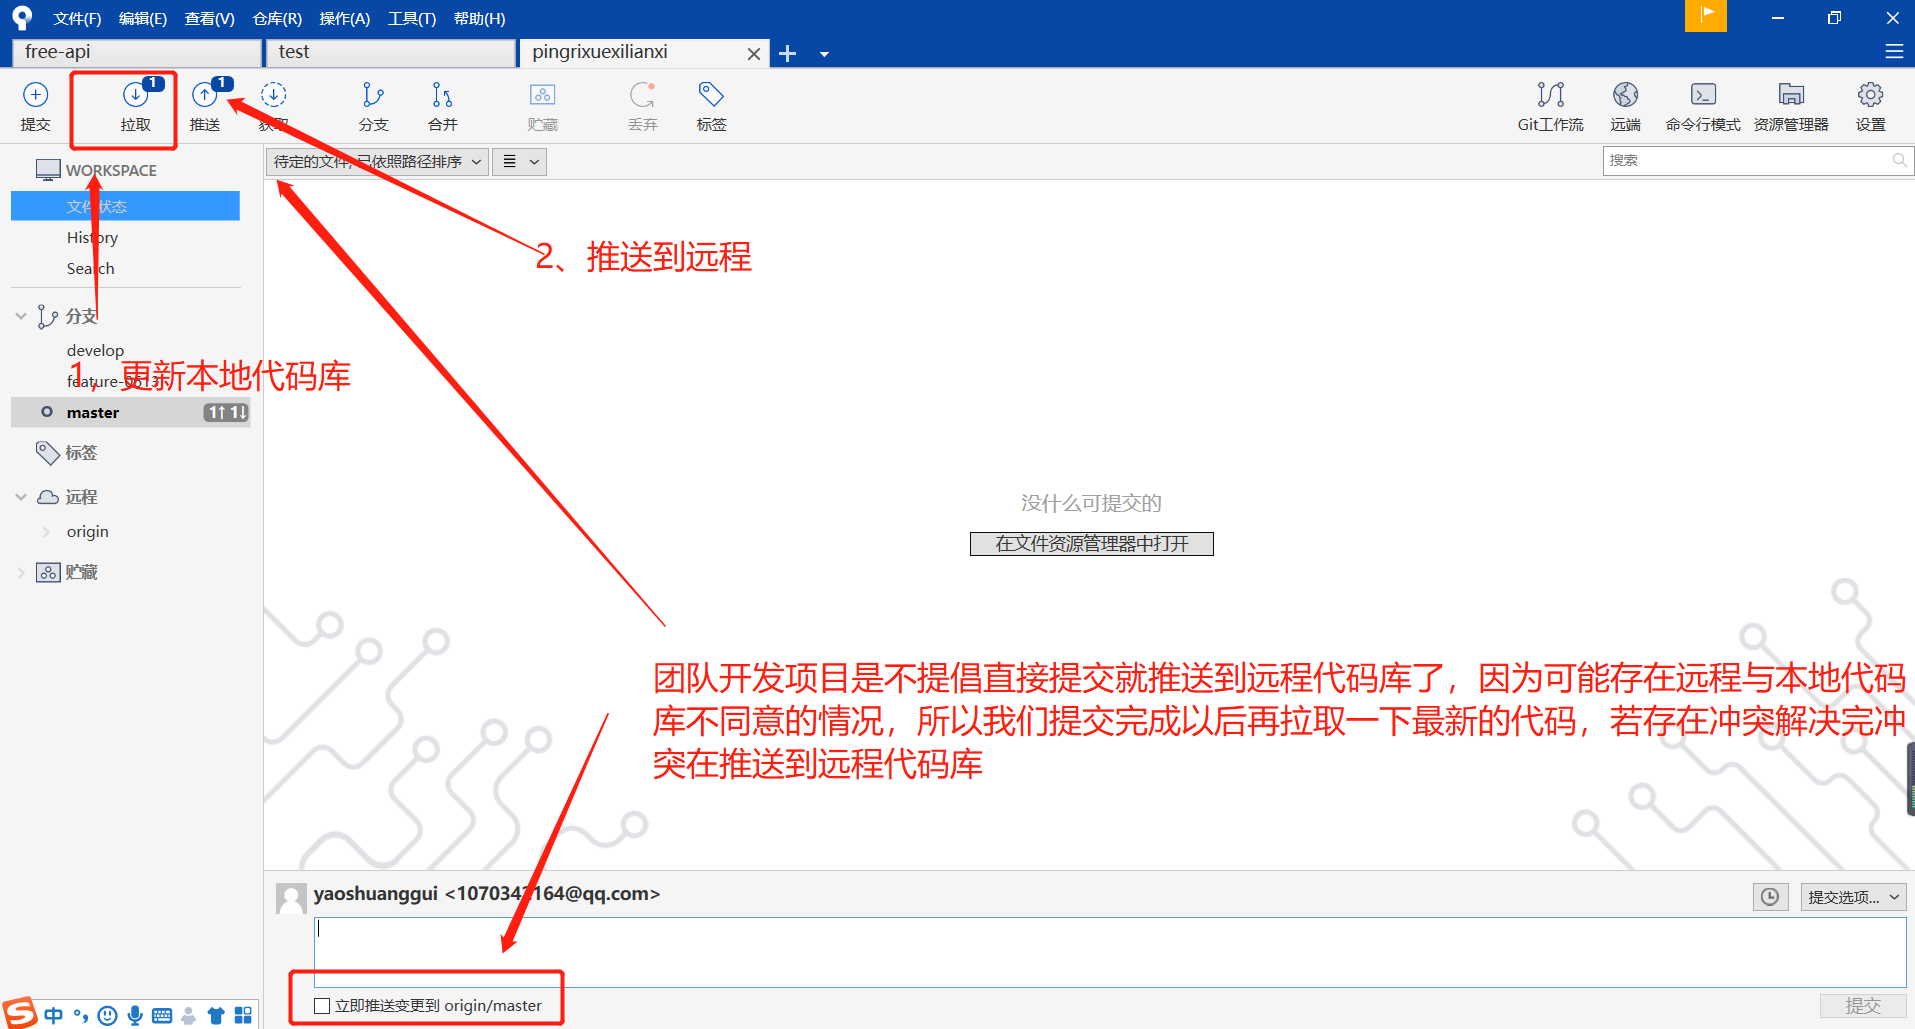 文件(F) 编辑(E) 查看(V) 仓库(R) 操作(A) 工具(T) 帮助(H)
free-api test pingrixuexilianxi
1 1
提交 拉取 推送 获取 分支 合并 贮藏 丢弃 标签 Git工作流 远端 命令行模式 资源管理器 设置
WORKSPACE
待定的文件, 已依照路径排序
搜索
文件状态
History
Search
2、推送到远程
分支
develop
1，更新本地代码库
feature-0613
master 1↑ 1↓
标签
远程
origin
贮藏
没什么可提交的
在文件资源管理器中打开
团队开发项目是不提倡直接提交就推送到远程代码库了，因为可能存在远程与本地代码
库不同意的情况，所以我们提交完成以后再拉取一下最新的代码，若存在冲突解决完冲
突在推送到远程代码库
yaoshuanggui <1070342164@qq.com>
提交选项...
立即推送变更到 origin/master
提交
中